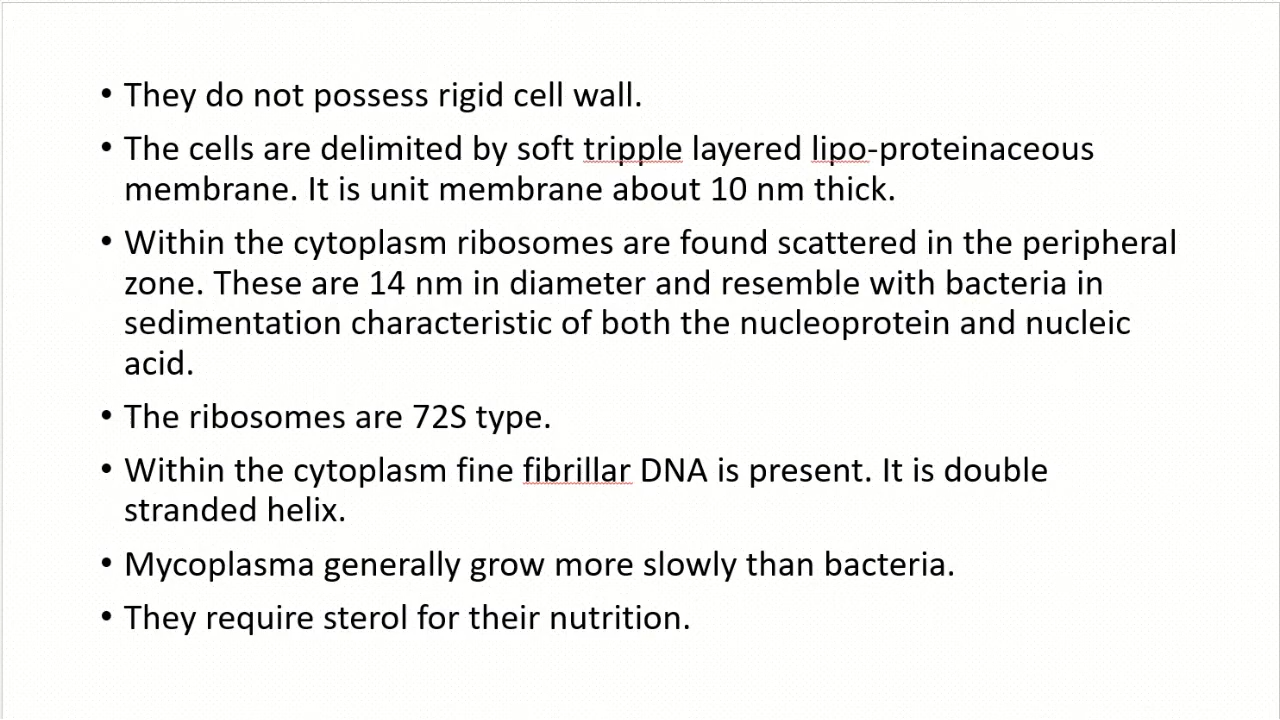 • They do not possess rigid cell wall.
• The cells are delimited by soft tripple layered lipo-proteinaceous
membrane. It is unit membrane about 10 nm thick.
• Within the cytoplasm ribosomes are found scattered in the peripheral
zone. These are 14 nm in diameter and resemble with bacteria in
sedimentation characteristic of both the nucleoprotein and nucleic
acid.
• The ribosomes are 72S type.
• Within the cytoplasm fine fibrillar DNA is present. It is double
stranded helix.
• Mycoplasma generally grow more slowly than bacteria.
• They require sterol for their nutrition.